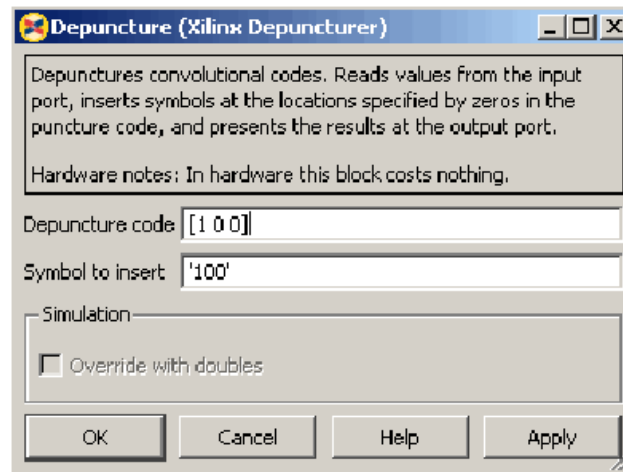 Depuncture (Xilinx Depuncturer)
Depunctures convolutional codes. Reads values from the input
port, inserts symbols at the locations specified by zeros in the
puncture code, and presents the results at the output port.
Hardware notes: In hardware this block costs nothing.
Depuncture code [1 0 0]
Symbol to insert '100'
Simulation
Override with doubles
OK Cancel Help Apply